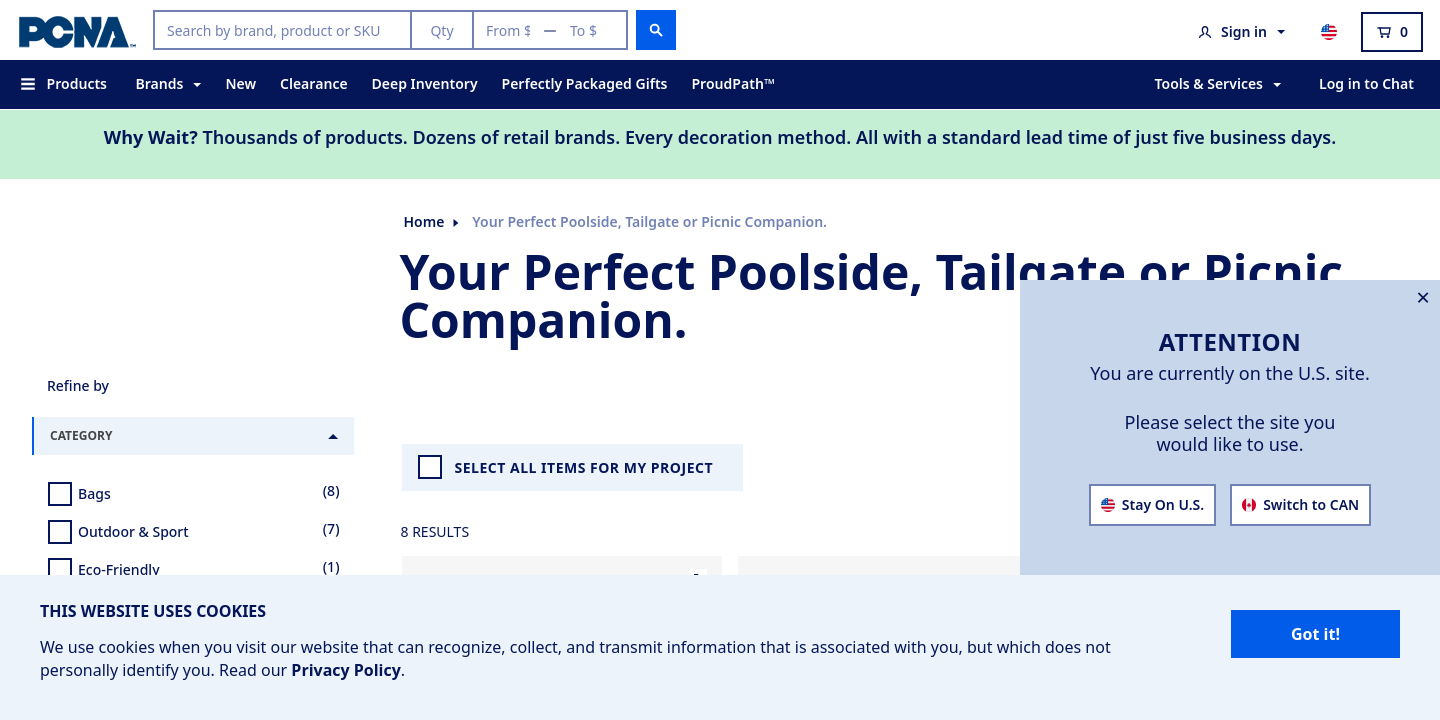 PCNA™
Search by brand, product or SKU
Qty
From $
To $
Sign in
0
Products
Brands
New
Clearance
Deep Inventory
Perfectly Packaged Gifts
ProudPath™
Tools & Services
Log in to Chat
Why Wait? Thousands of products. Dozens of retail brands. Every decoration method. All with a standard lead time of just five business days.
Home
Your Perfect Poolside, Tailgate or Picnic Companion.
Your Perfect Poolside, Tailgate or Picnic
Companion.
Refine by
CATEGORY
Bags (8)
Outdoor & Sport (7)
Eco-Friendly (1)
SELECT ALL ITEMS FOR MY PROJECT
8 RESULTS
ATTENTION
You are currently on the U.S. site.
Please select the site you
would like to use.
Stay On U.S.
Switch to CAN
THIS WEBSITE USES COOKIES
We use cookies when you visit our website that can recognize, collect, and transmit information that is associated with you, but which does not
personally identify you. Read our Privacy Policy.
Got it!